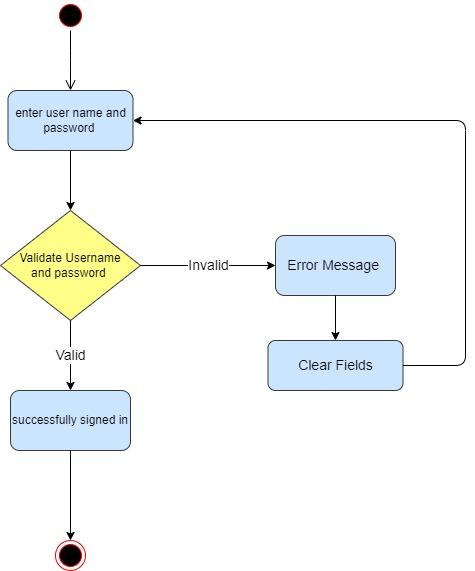 enter user name and
password
Validate Username
and password
Invalid
Error Message
Valid
Clear Fields
successfully signed in